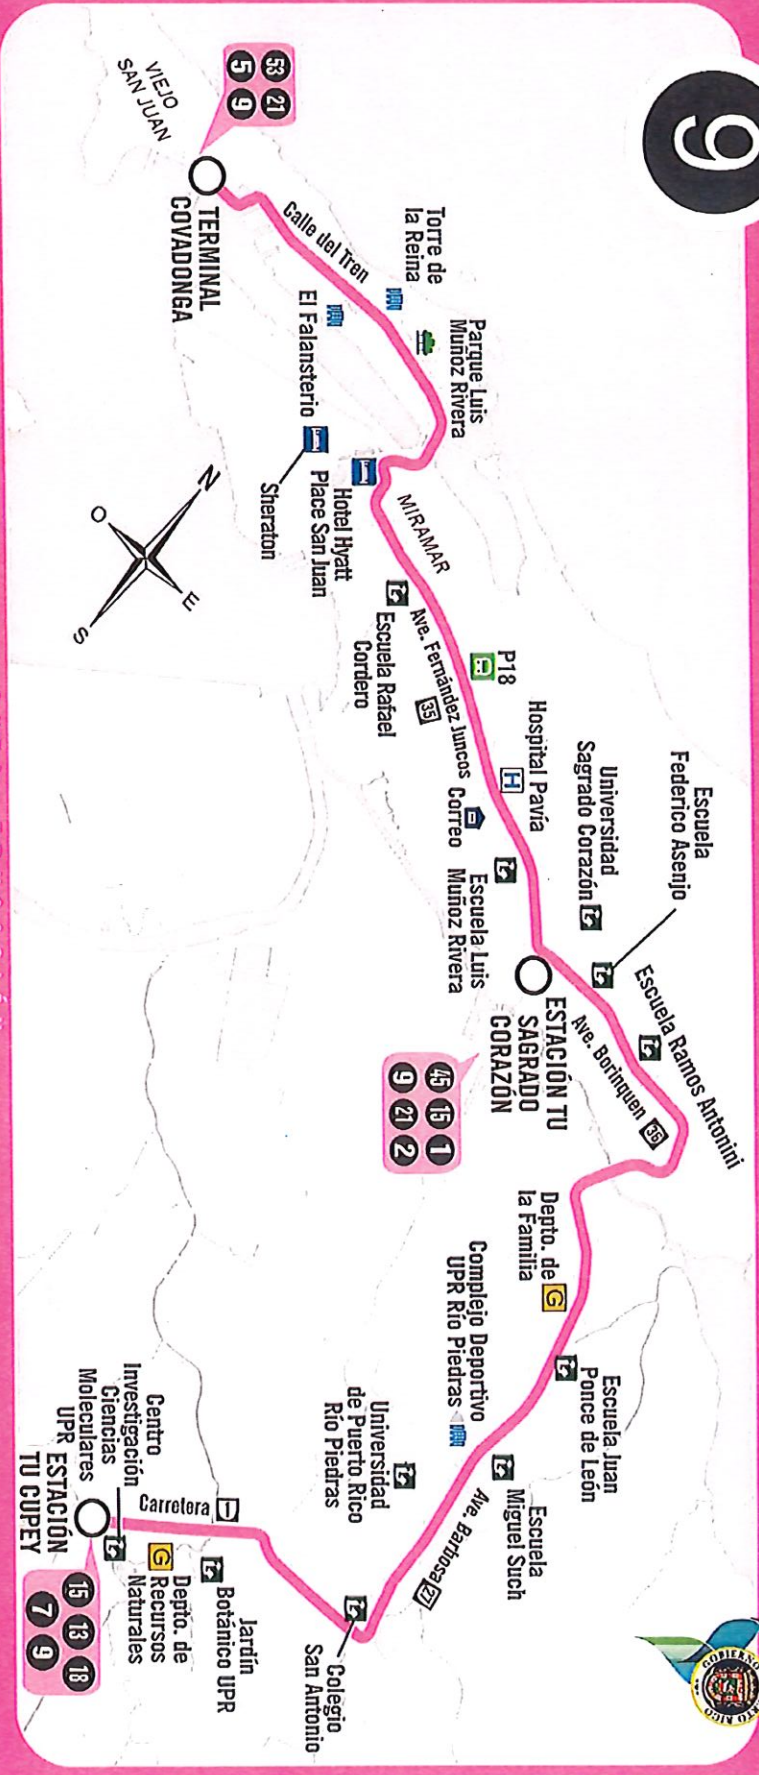 9
53 21
5 9
VIEJO
SAN JUAN
TERMINAL
COVADONGA
Calle del Tren
Torre de
la Reina
El Falansterio
Parque Luis
Muñoz Rivera
Sheraton
Hotel Hyatt
Place San Juan
N
O
E
S
MIRAMAR
Escuela Rafael
Cordero
Ave. Fernández Juncos
35
P18
Hospital Pavía
H
Correo
Escuela Luis
Muñoz Rivera
Universidad
Sagrado Corazón
Escuela
Federico Asenjo
ESTACIÓN TU
SAGRADO
CORAZÓN
45 15 1
9 21 2
Escuela Ramos Antonini
Ave. Borinquen
36
Depto. de
la Familia
G
Complejo Deportivo
UPR Río Piedras
Escuela Juan
Ponce de León
Escuela
Miguel Such
Universidad
de Puerto Rico
Río Piedras
Ave. Barbosa
27
Colegio
San Antonio
Carretera
1
Jardín
Botánico UPR
G
Depto. de
Recursos
Naturales
Centro
Investigación
Ciencias
Moleculares
UPR
ESTACIÓN
TU CUPEY
15 13 18
7 9
GOBIERNO